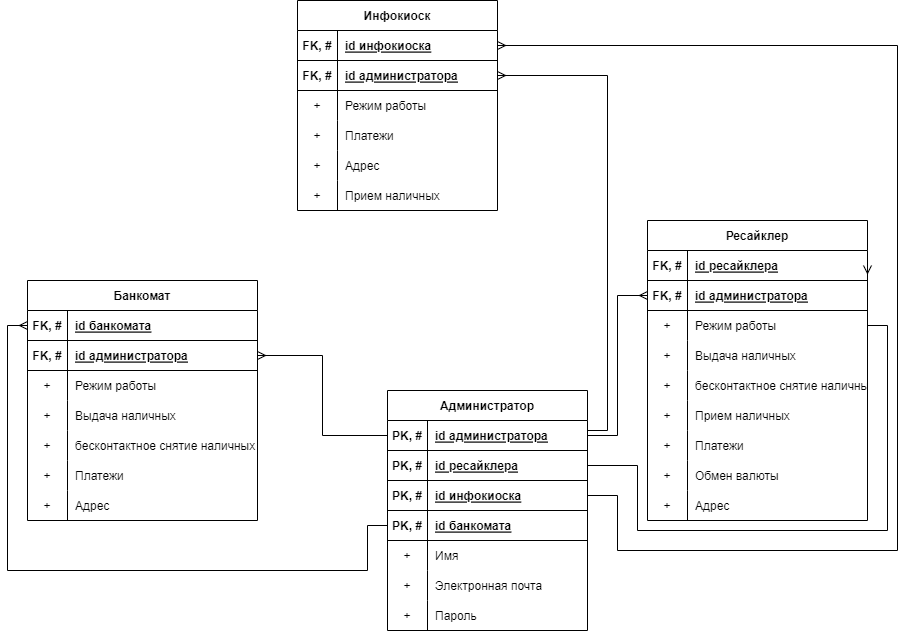 Инфокиоск
FK, # id инфокиоска
FK, # id администратора
+ Режим работы
+ Платежи
+ Адрес
+ Прием наличных
Ресайклер
FK, # id ресайклера
FK, # id администратора
+ Режим работы
+ Выдача наличных
+ бесконтактное снятие наличнь
+ Прием наличных
+ Платежи
+ Обмен валюты
+ Адрес
Банкомат
FK, # id банкомата
FK, # id администратора
+ Режим работы
+ Выдача наличных
+ бесконтактное снятие наличных
+ Платежи
+ Адрес
Администратор
PK, # id администратора
PK, # id ресайклера
PK, # id инфокиоска
PK, # id банкомата
+ Имя
+ Электронная почта
+ Пароль